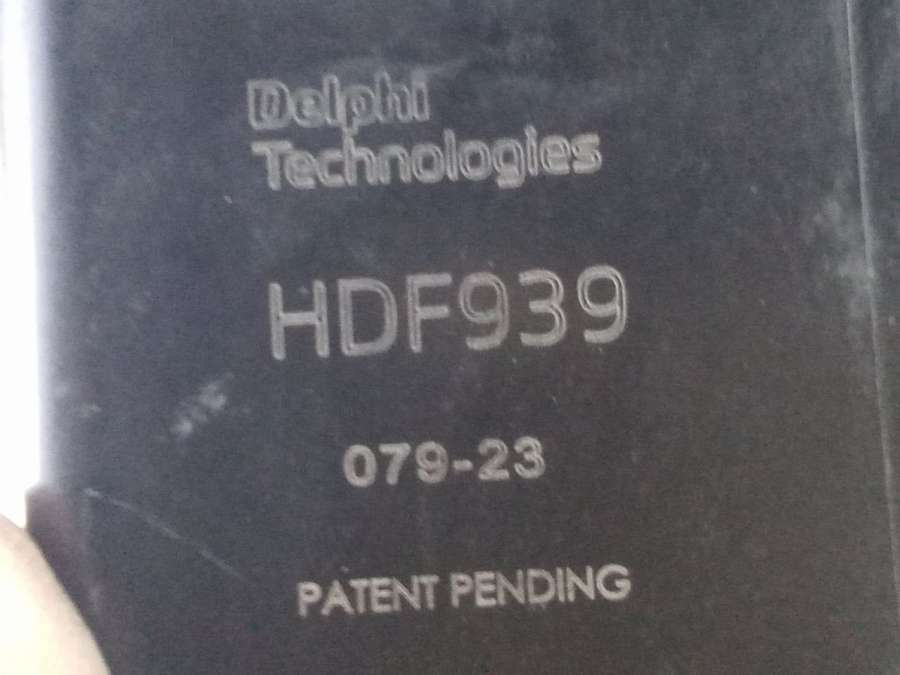 Delphi
Technologies
HDF939
079-23
PATENT PENDING